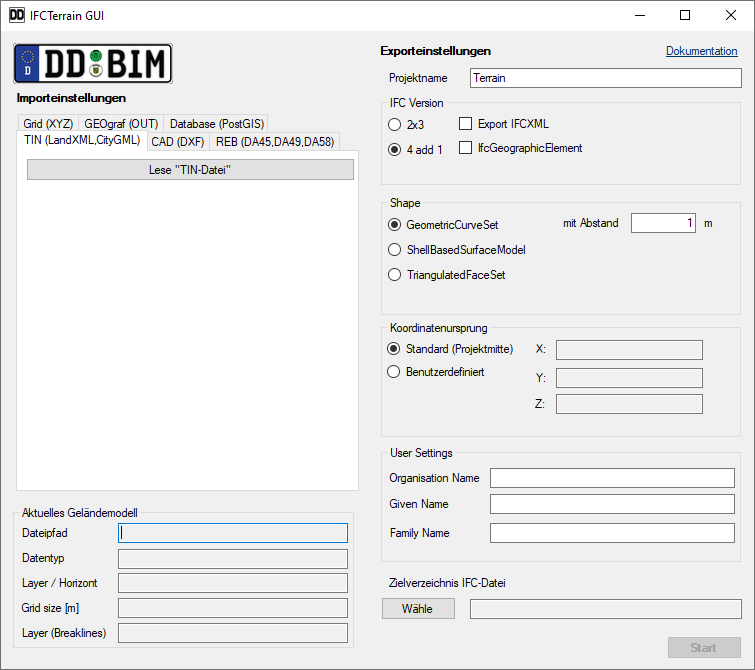 IFCTerrain GUI
D DD BIM
Importeinstellungen
Grid (XYZ) GEOgraf (OUT) Database (PostGIS)
TIN (LandXML,CityGML) CAD (DXF) REB (DA45,DA49,DA58)
Lese "TIN-Datei"
Aktuelles Geländemodell
Dateipfad
Datentyp
Layer / Horizont
Grid size [m]
Layer (Breaklines)
Exporteinstellungen Dokumentation
Projektname Terrain
IFC Version
2x3 Export IFCXML
4 add 1 IfcGeographicElement
Shape
GeometricCurveSet mit Abstand 1 m
ShellBasedSurfaceModel
TriangulatedFaceSet
Koordinatenursprung
Standard (Projektmitte) X:
Benutzerdefiniert Y:
Z:
User Settings
Organisation Name
Given Name
Family Name
Zielverzeichnis IFC-Datei
Wähle
Start